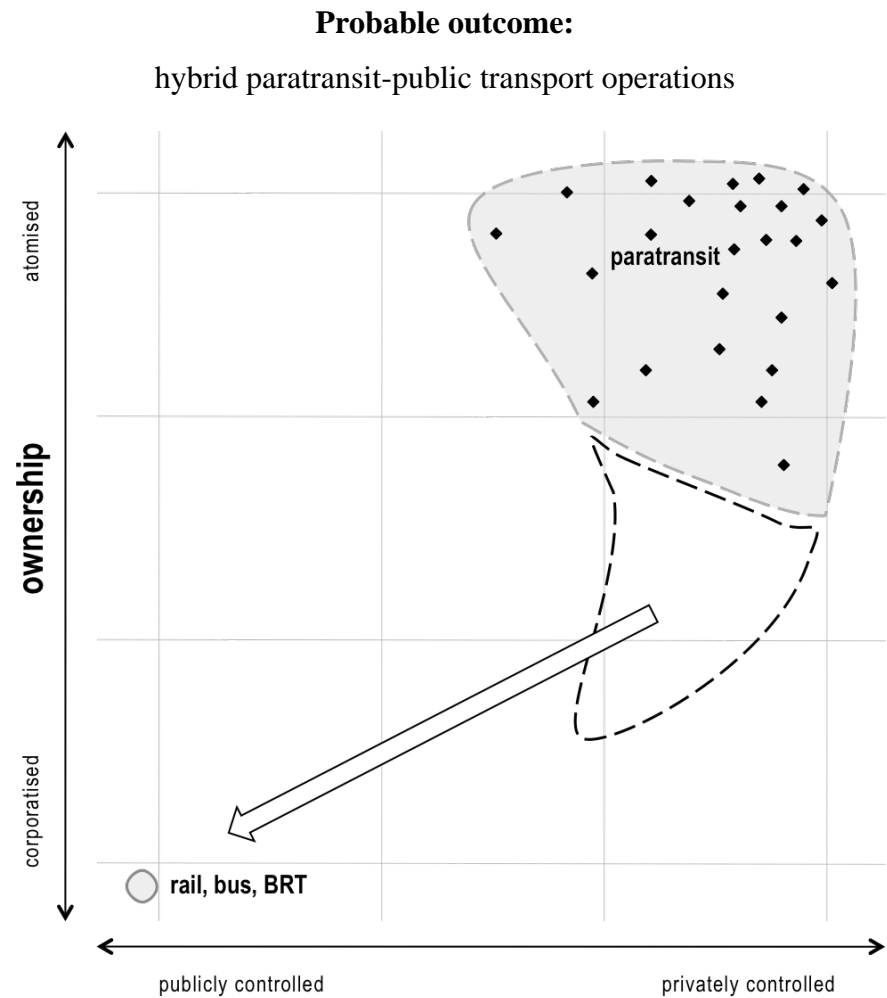 Probable outcome:
hybrid paratransit-public transport operations
atomised
paratransit
ownership
corporatised
rail, bus, BRT
publicly controlled
privately controlled